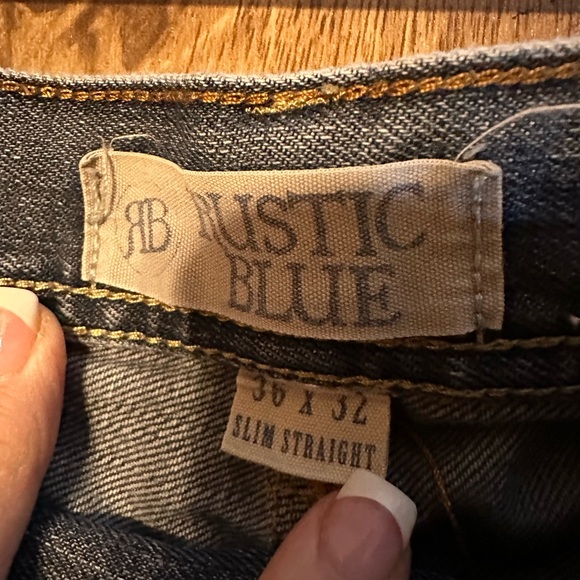 RB
RUSTIC
BLUE
36 X 32
SLIM STRAIGHT